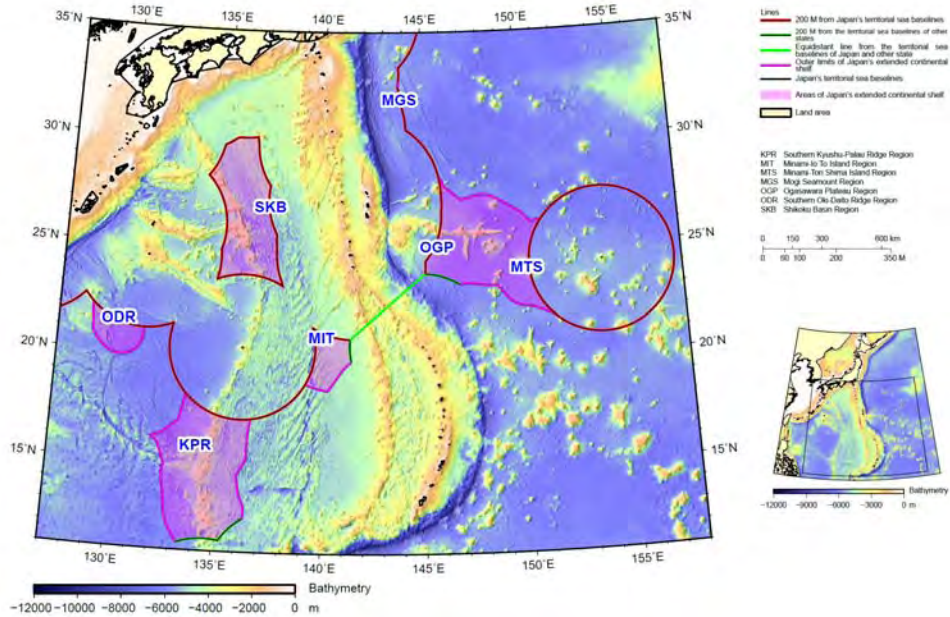 35°N
130°E
135°E
140°E
145°E
150°E
155°E
35°N
30°N
30°N
25°N
25°N
20°N
20°N
15°N
15°N
130°E
135°E
140°E
145°E
150°E
155°E
MGS
SKB
OGP
MTS
ODR
MIT
KPR
Bathymetry
−12000 −10000 −8000 −6000 −4000 −2000 0 m
Lines
200 M from Japan's territorial sea baselines
200 M from the territorial sea baselines of other
states
Equidistant line from the territorial sea
baselines of Japan and other state
Outer limits of Japan's extended continental
shelf
Japan's territorial sea baselines
Areas of Japan's extended continental shelf
Land area
KPR Southern Kyushu-Palau Ridge Region
MIT Minami-Io To Island Region
MTS Minami-Tori Shima Island Region
MGS Mogi Seamount Region
OGP Ogasawara Plateau Region
ODR Southern Oki-Daito Ridge Region
SKB Shikoku Basin Region
0 150 300 600 km
0 50 100 200 350 M
Bathymetry
−12000 −9000 −6000 −3000 0 m